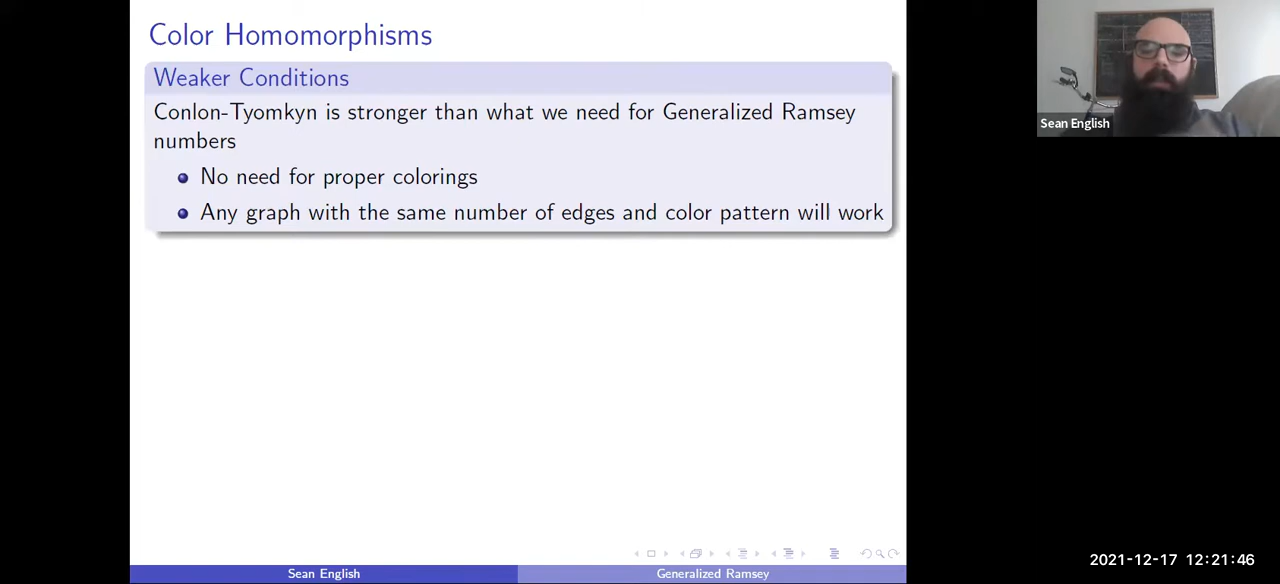 Color Homomorphisms
Weaker Conditions
Conlon-Tyomkyn is stronger than what we need for Generalized Ramsey
numbers
No need for proper colorings
Any graph with the same number of edges and color pattern will work
Sean English
Sean English
Generalized Ramsey
2021-12-17 12:21:46